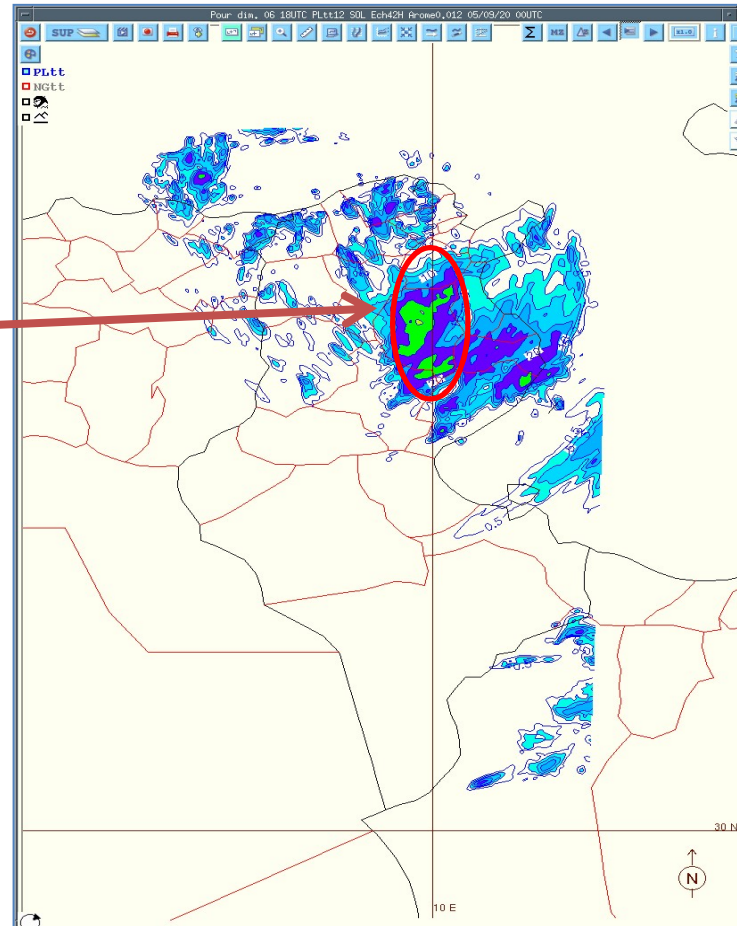 Pour dim. 06 18UTC PLtt12 SOL Ech42H Arome0.012 05/09/20 00UTC
SUP Σ
PLtt
NGtt
0.5
30 N
N
10 E